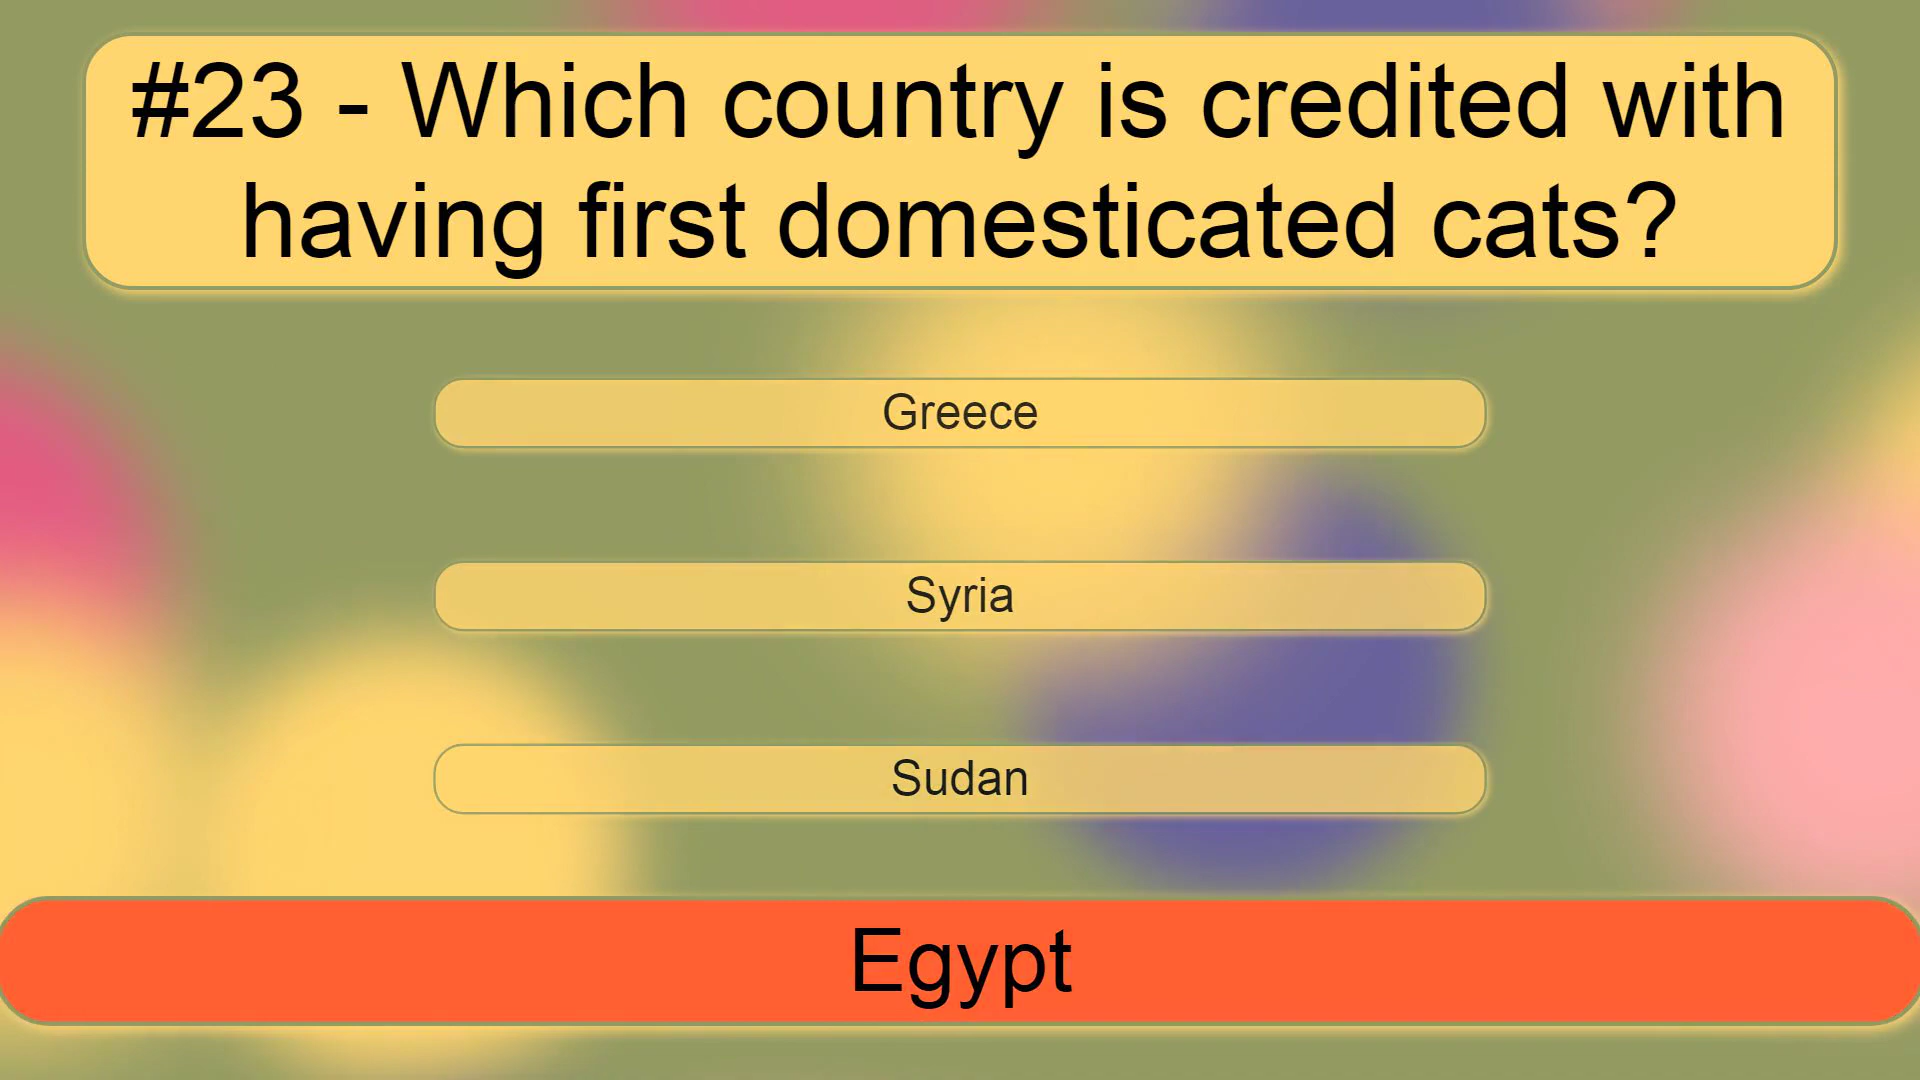 #23 - Which country is credited with
having first domesticated cats?
Greece
Syria
Sudan
Egypt